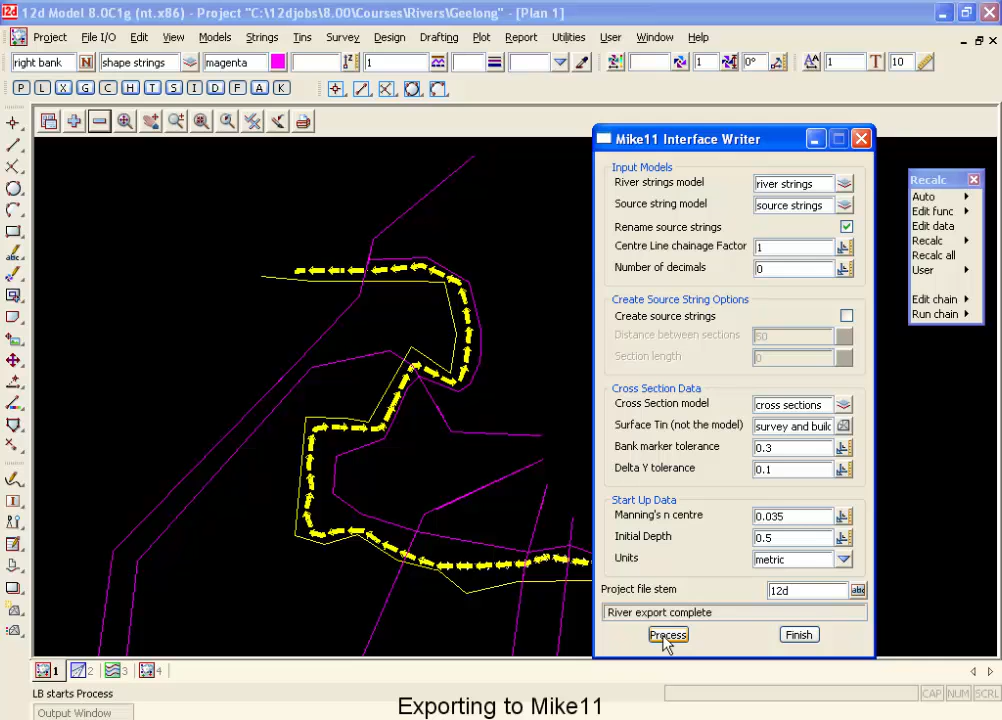 12d Model 8.0C1g (nt.x86) - Project "C:\12djobs\8.00\Courses\Rivers\Geelong" - [Plan 1]
Project File I/O Edit View Models Strings Tins Survey Design Drafting Plot Report Utilities User Window Help
right bank N shape strings magenta 1 1 0° 1 T 10
P L X G C H T S I D F A K
Mike11 Interface Writer
Input Models
River strings model river strings
Source string model source strings
Rename source strings
Centre Line chainage Factor 1
Number of decimals 0
Create Source String Options
Create source strings
Distance between sections 50
Section length 0
Cross Section Data
Cross Section model cross sections
Surface Tin (not the model) survey and buik
Bank marker tolerance 0.3
Delta Y tolerance 0.1
Start Up Data
Manning's n centre 0.035
Initial Depth 0.5
Units metric
Project file stem 12d abc
River export complete
Process Finish
Recalc
Auto
Edit func
Edit data
Recalc
Recalc all
User
Edit chain
Run chain
1 2 3 4
LB starts Process
CAP NUM SCRL
Output Window
Exporting to Mike11